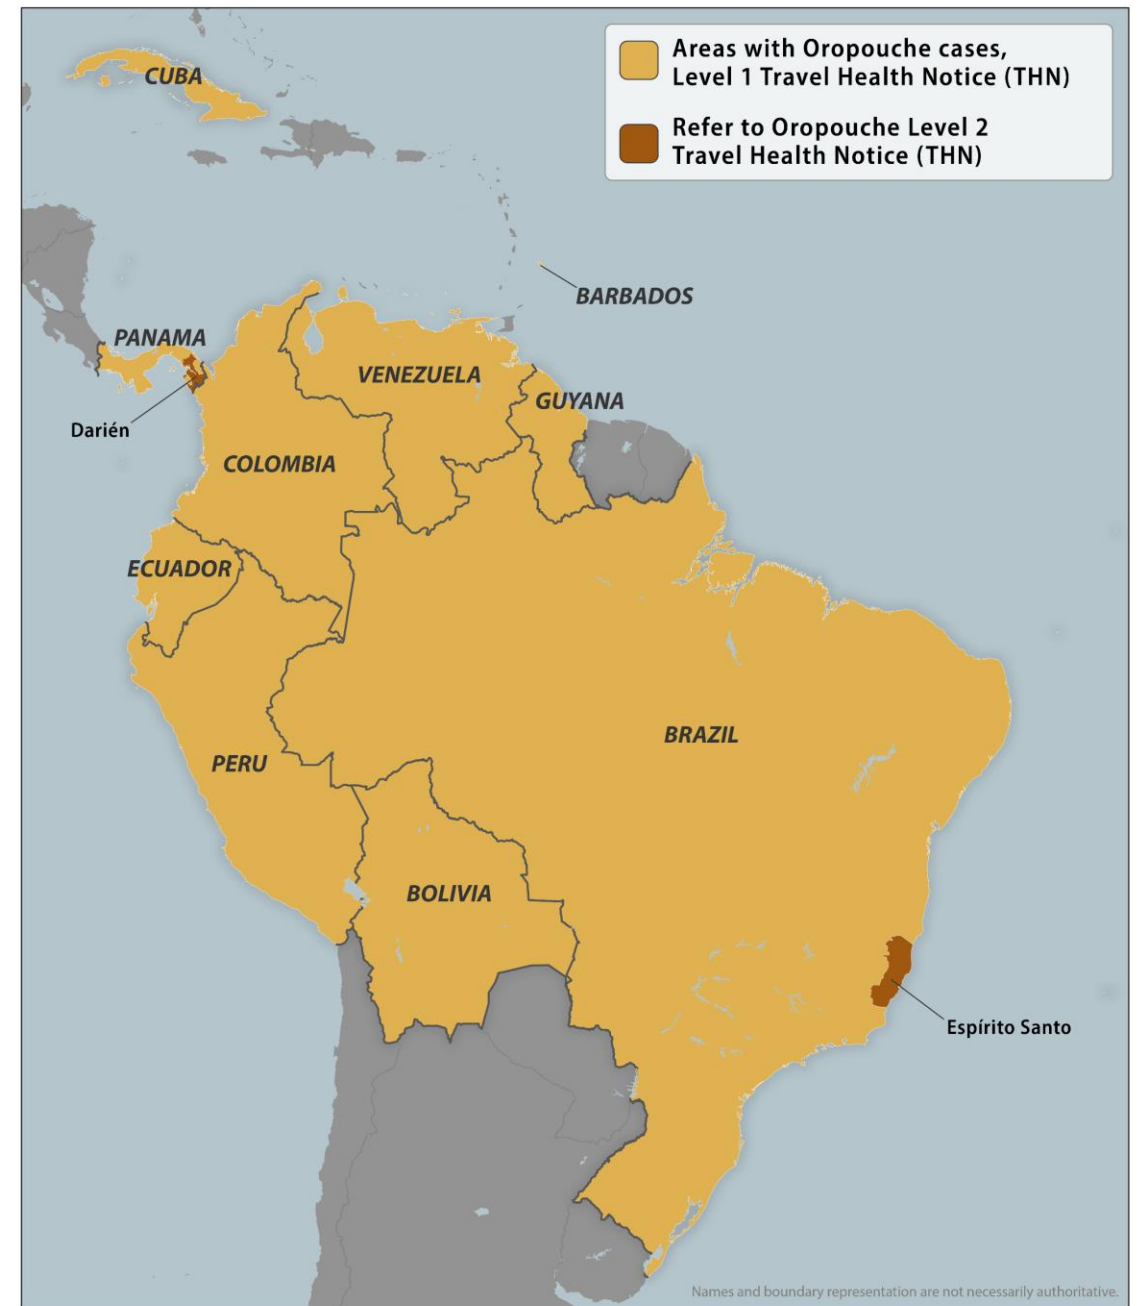 Areas with Oropouche cases,
Level 1 Travel Health Notice (THN)
Refer to Oropouche Level 2
Travel Health Notice (THN)
CUBA
BARBADOS
PANAMA
VENEZUELA
GUYANA
Darién
COLOMBIA
ECUADOR
BRAZIL
PERU
BOLIVIA
Espírito Santo
Names and boundary representation are not necessarily authoritative.